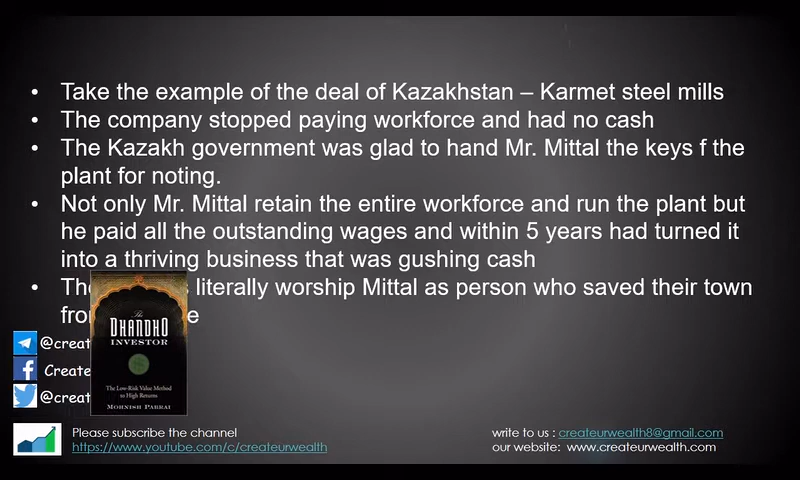 • Take the example of the deal of Kazakhstan – Karmet steel mills
• The company stopped paying workforce and had no cash
• The Kazakh government was glad to hand Mr. Mittal the keys f the
plant for noting.
• Not only Mr. Mittal retain the entire workforce and run the plant but
he paid all the outstanding wages and within 5 years had turned it
into a thriving business that was gushing cash
• literally worship Mittal as person who saved their town
The
DHANDHO
INVESTOR
The Low-Risk Value Method
to High Returns
MOHNISH PABRAI
Please subscribe the channel
https://www.youtube.com/c/createurwealth
write to us : createurwealth8@gmail.com
our website: www.createurwealth.com